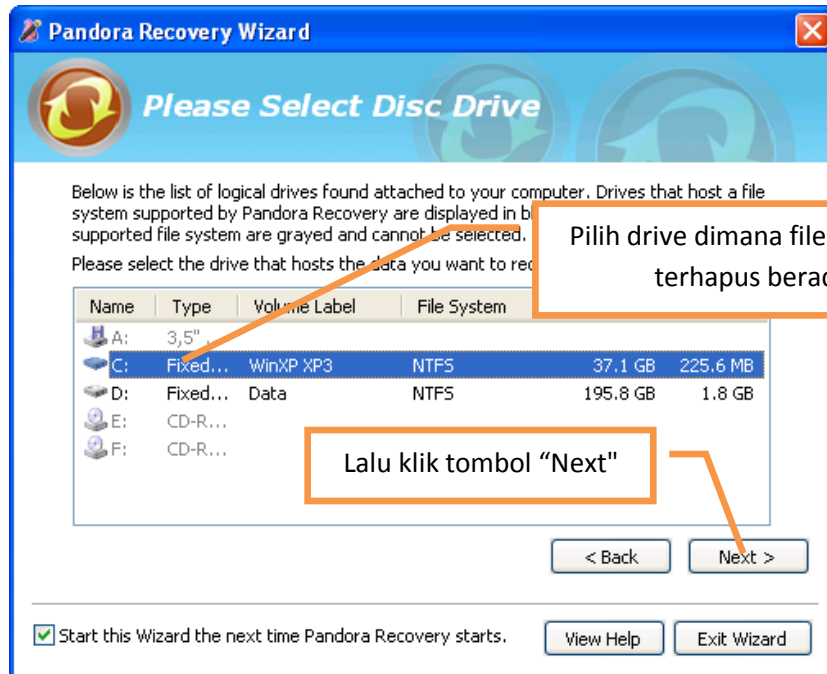 Pandora Recovery Wizard
Please Select Disc Drive
Below is the list of logical drives found attached to your computer. Drives that host a file
system supported by Pandora Recovery are displayed in
supported file system are grayed and cannot be selected.
Please select the drive that hosts the data you want to
Pilih drive dimana file
terhapus
Name Type Volume Label File System
A: 3,5"
C: Fixed... WinXP XP3 NTFS 37.1 GB 225.6 MB
D: Fixed... Data NTFS 195.8 GB 1.8 GB
E: CD-R...
F: CD-R...
Lalu klik tombol “Next"
< Back Next >
Start this Wizard the next time Pandora Recovery starts. View Help Exit Wizard